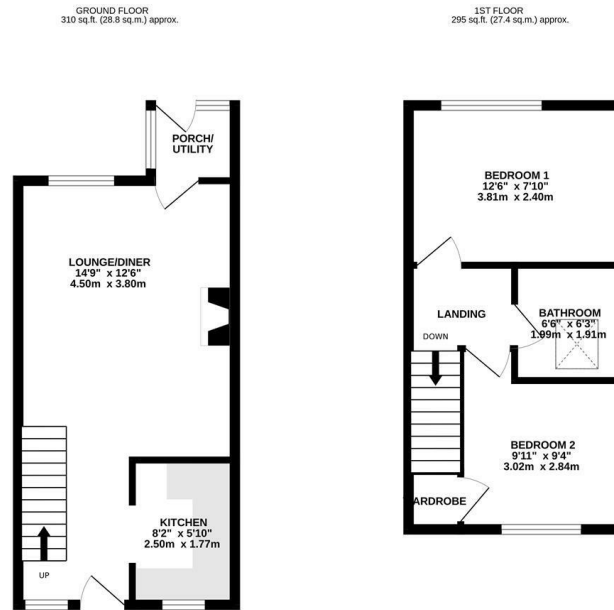 GROUND FLOOR
310 sq.ft. (28.8 sq.m.) approx.
1ST FLOOR
295 sq.ft. (27.4 sq.m.) approx.
PORCH/
UTILITY
LOUNGE/DINER
14'9" x 12'6"
4.50m x 3.80m
KITCHEN
8'2" x 5'10"
2.50m x 1.77m
UP
BEDROOM 1
12'6" x 7'10"
3.81m x 2.40m
LANDING
DOWN
BATHROOM
6'6" x 6'3"
1.99m x 1.91m
BEDROOM 2
9'11" x 9'4"
3.02m x 2.84m
ARDROBE